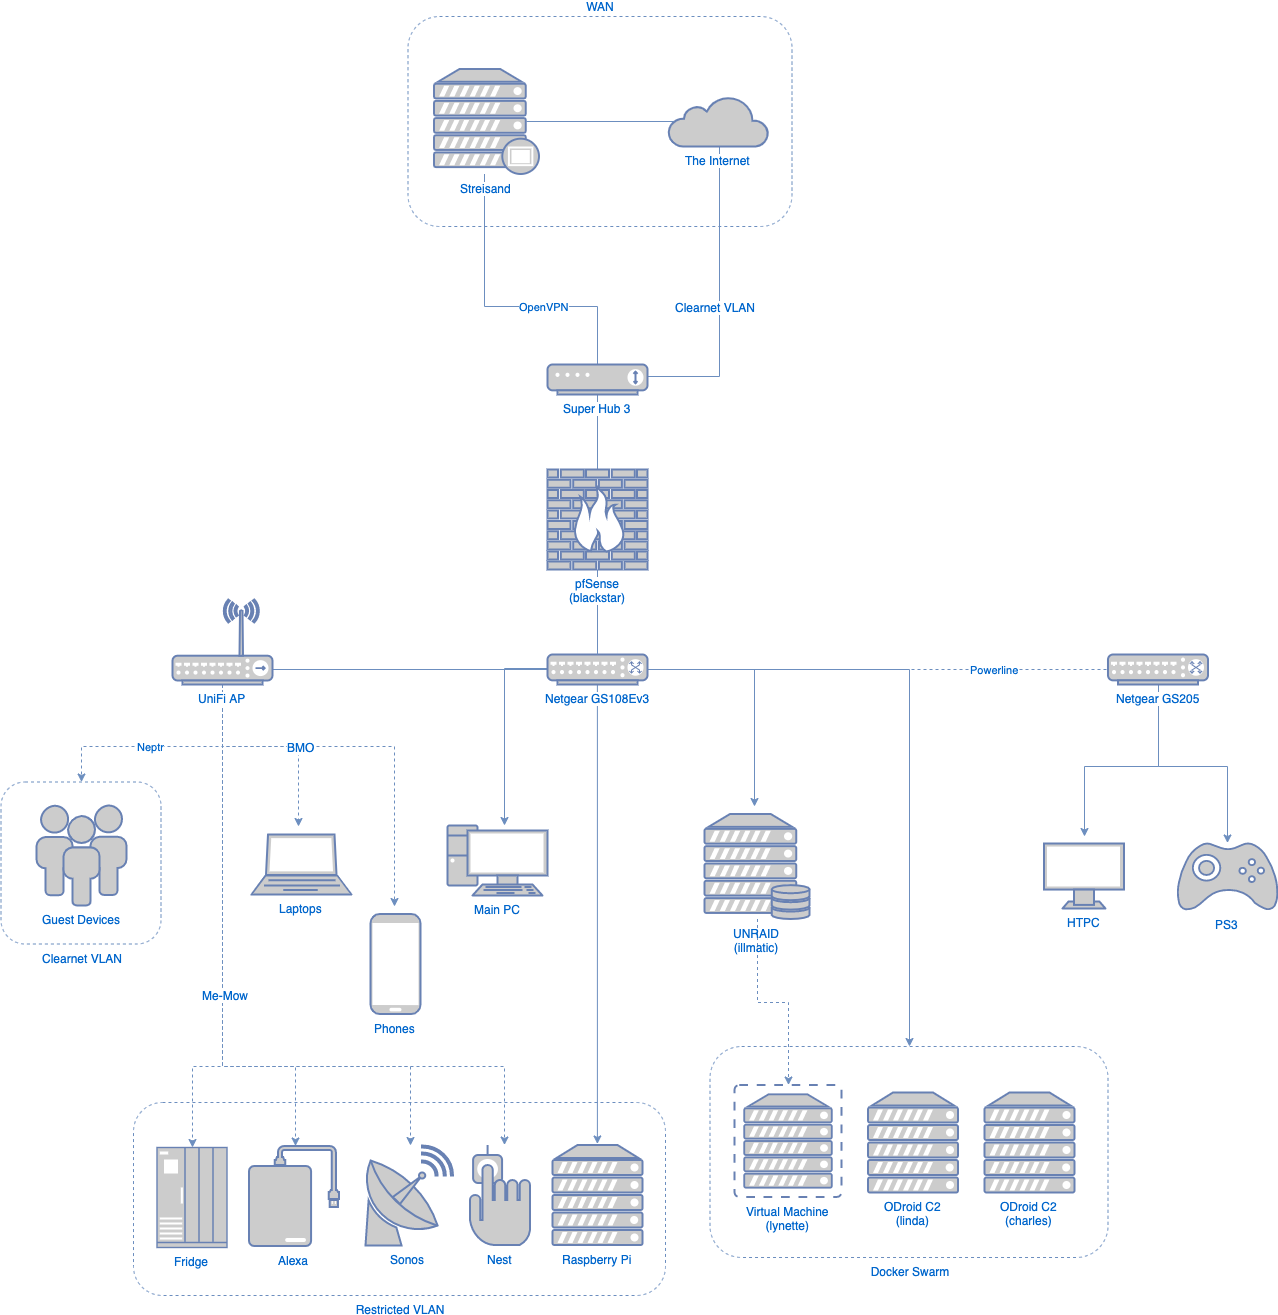 WAN
The Internet
Streisand
OpenVPN
Clearnet VLAN
Super Hub 3
pfSense
(blackstar)
UniFi AP
Netgear GS108Ev3
Powerline
Netgear GS205
Neptr
BMO
Guest Devices
Clearnet VLAN
Laptops
Main PC
Phones
UNRAID
(illmatic)
HTPC
PS3
Me-Mow
Fridge
Alexa
Sonos
Nest
Raspberry Pi
Restricted VLAN
Virtual Machine
(lynette)
ODroid C2
(linda)
ODroid C2
(charles)
Docker Swarm